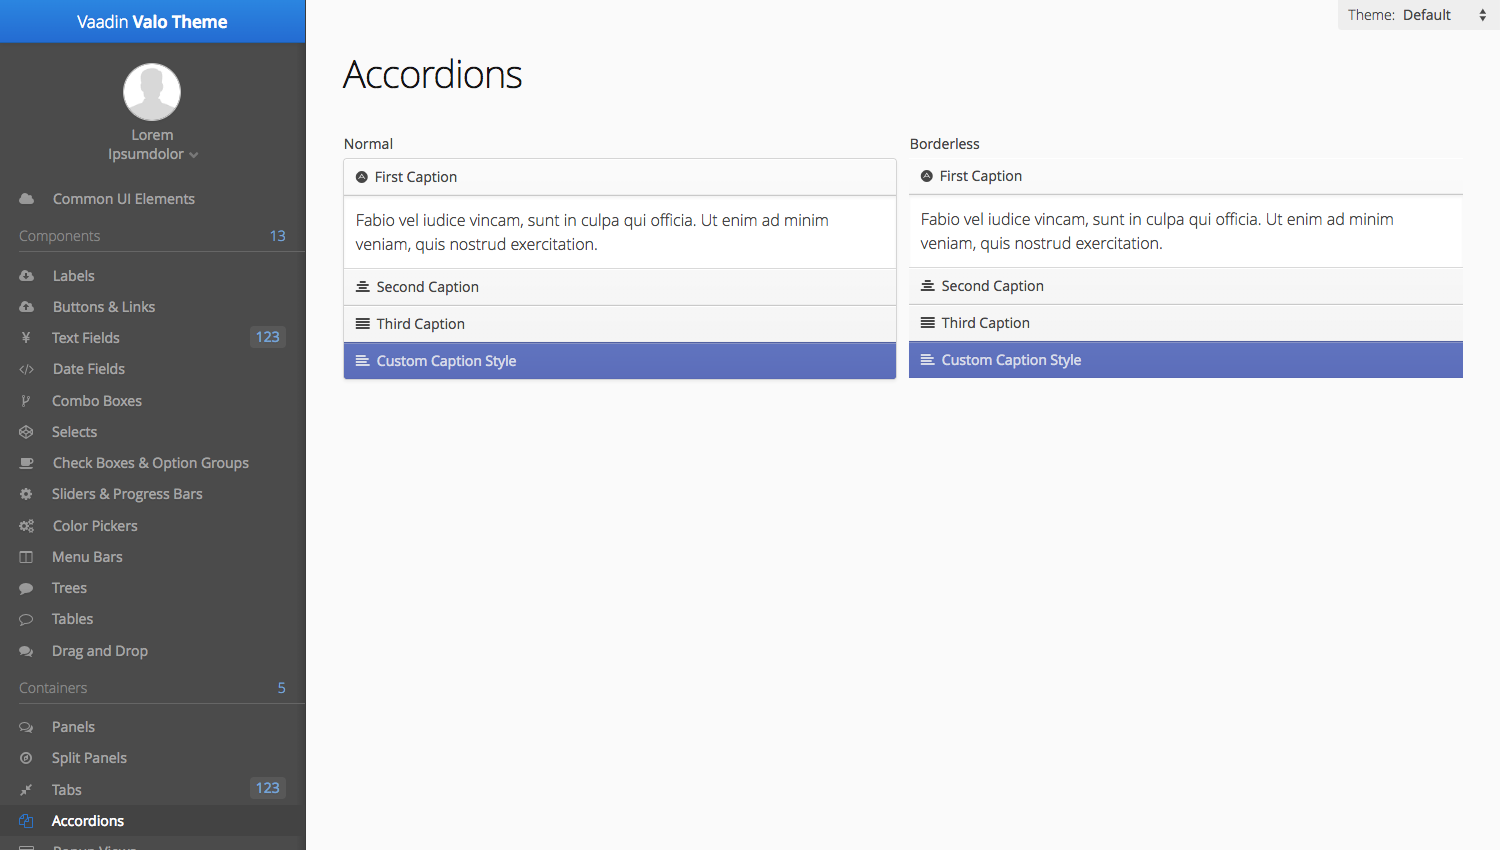 Vaadin Valo Theme
Lorem
Ipsumdolor
Common UI Elements
Components 13
Labels
Buttons & Links
Text Fields 123
Date Fields
Combo Boxes
Selects
Check Boxes & Option Groups
Sliders & Progress Bars
Color Pickers
Menu Bars
Trees
Tables
Drag and Drop
Containers 5
Panels
Split Panels
Tabs 123
Accordions
Theme: Default
Accordions
Normal
First Caption
Fabio vel iudice vincam, sunt in culpa qui officia. Ut enim ad minim
veniam, quis nostrud exercitation.
Second Caption
Third Caption
Custom Caption Style
Borderless
First Caption
Fabio vel iudice vincam, sunt in culpa qui officia. Ut enim ad minim
veniam, quis nostrud exercitation.
Second Caption
Third Caption
Custom Caption Style